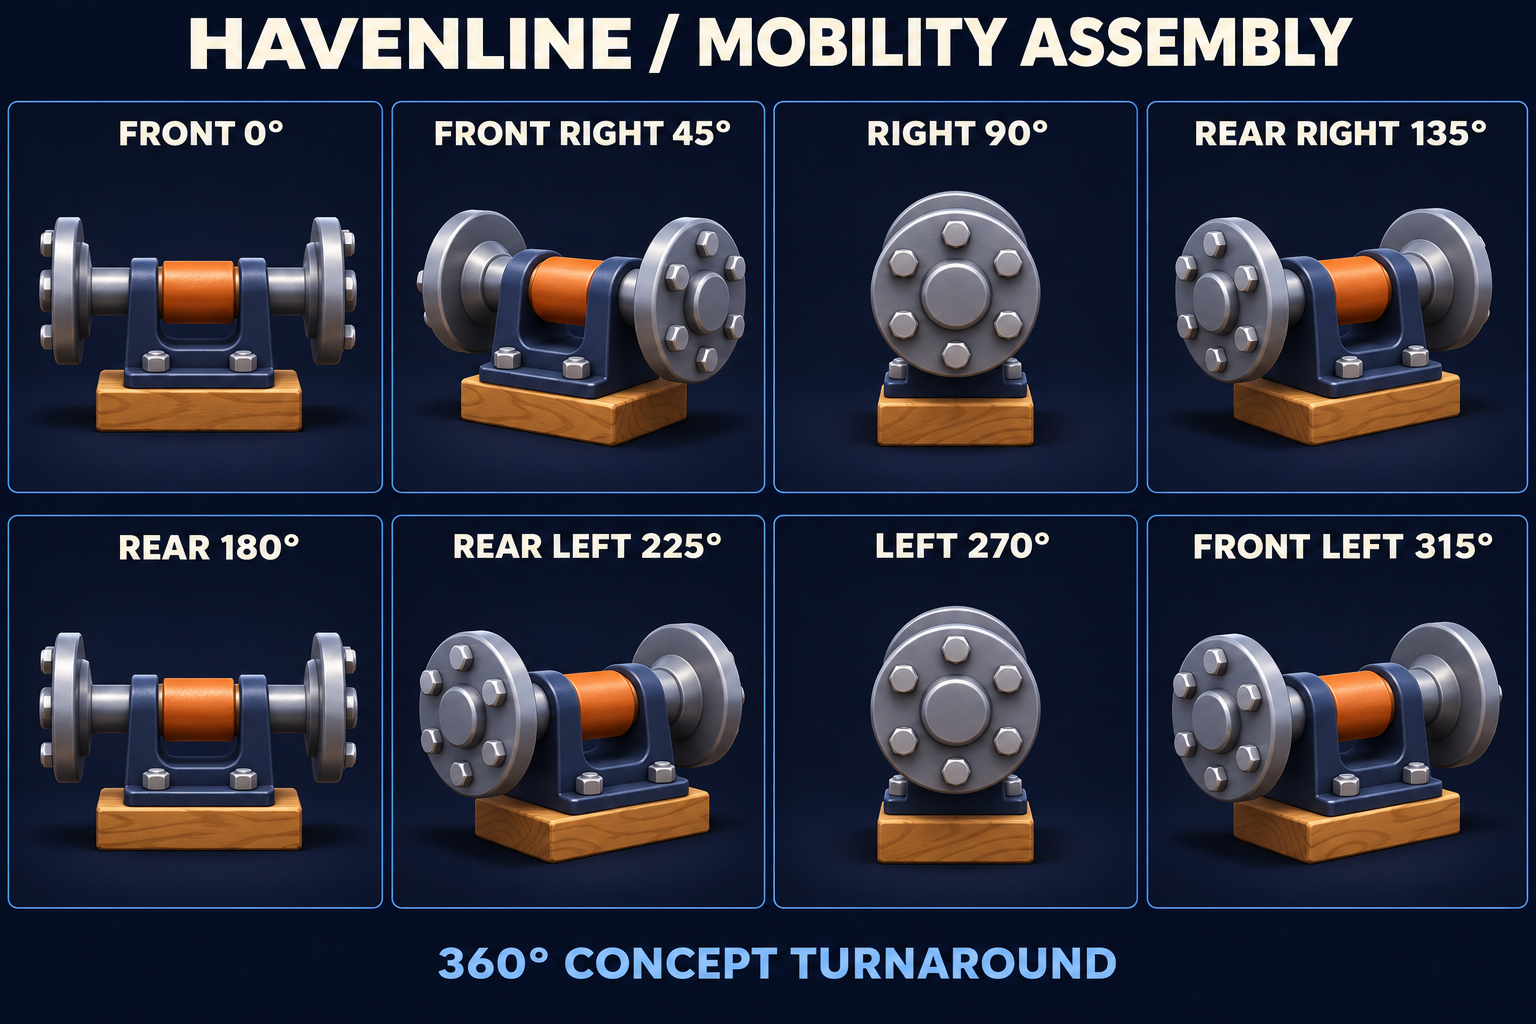 HAVENLINE / MOBILITY ASSEMBLY
FRONT 0°
FRONT RIGHT 45°
RIGHT 90°
REAR RIGHT 135°
REAR 180°
REAR LEFT 225°
LEFT 270°
FRONT LEFT 315°
360° CONCEPT TURNAROUND